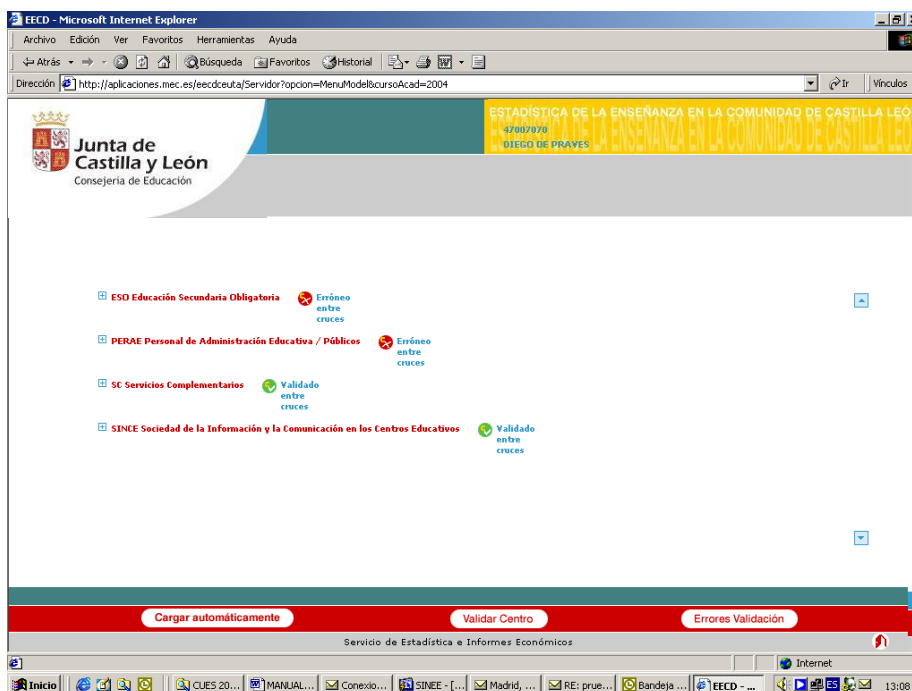 EECD - Microsoft Internet Explorer
Archivo Edición Ver Favoritos Herramientas Ayuda
Atrás Búsqueda Favoritos Historial
Dirección http://aplicaciones.mec.es/eecdceuta/Servidor?opcion=MenuModel&cursoAcad=2004 Ir Vínculos
ESTADÍSTICA DE LA ENSEÑANZA EN LA COMUNIDAD DE CASTILLA LEÓ
47007070
DIEGO DE PRAVES
Junta de
Castilla y León
Consejería de Educación
ESO Educación Secundaria Obligatoria Erróneo
entre
cruces
PERAE Personal de Administración Educativa / Públicos Erróneo
entre
cruces
SC Servicios Complementarios Validado
entre
cruces
SINCE Sociedad de la Información y la Comunicación en los Centros Educativos Validado
entre
cruces
Cargar automáticamente Validar Centro Errores Validación
Servicio de Estadística e Informes Económicos
Internet
Inicio CUES 20... MANUAL... Conexio... SINEE - [... Madrid, ... RE: prue... Bandeja ... EECD - ... ES 13:08